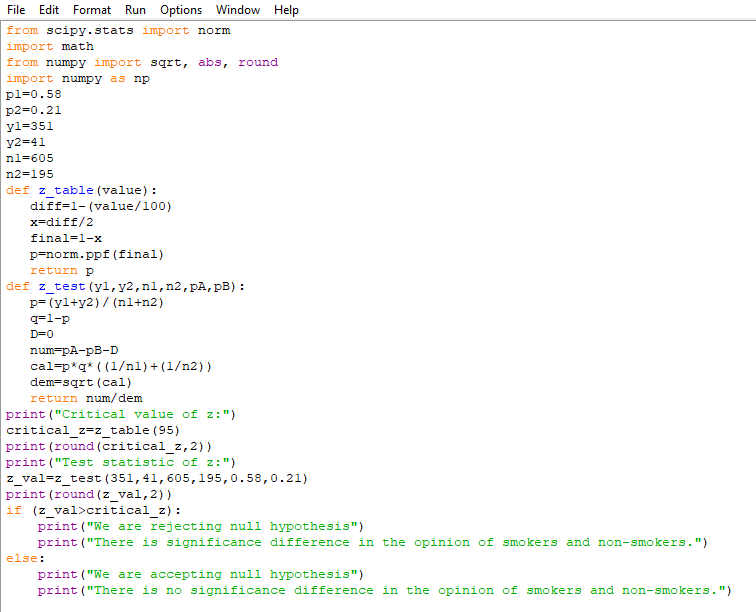 File Edit Format Run Options Window Help
from scipy.stats import norm
import math
from numpy import sqrt, abs, round
import numpy as np
p1=0.58
p2=0.21
y1=351
y2=41
n1=605
n2=195
def z_table(value):
   diff=1-(value/100)
   x=diff/2
   final=1-x
   p=norm.ppf(final)
   return p
def z_test(y1,y2,n1,n2,pA,pB):
   p=(y1+y2)/(n1+n2)
   q=1-p
   D=0
   num=pA-pB-D
   cal=p*q*((1/n1)+(1/n2))
   dem=sqrt(cal)
   return num/dem
print("Critical value of z:")
critical_z=z_table(95)
print(round(critical_z,2))
print("Test statistic of z:")
z_val=z_test(351,41,605,195,0.58,0.21)
print(round(z_val,2))
if (z_val>critical_z):
    print("We are rejecting null hypothesis")
    print("There is significance difference in the opinion of smokers and non-smokers.")
else:
    print("We are accepting null hypothesis")
    print("There is no significance difference in the opinion of smokers and non-smokers.")